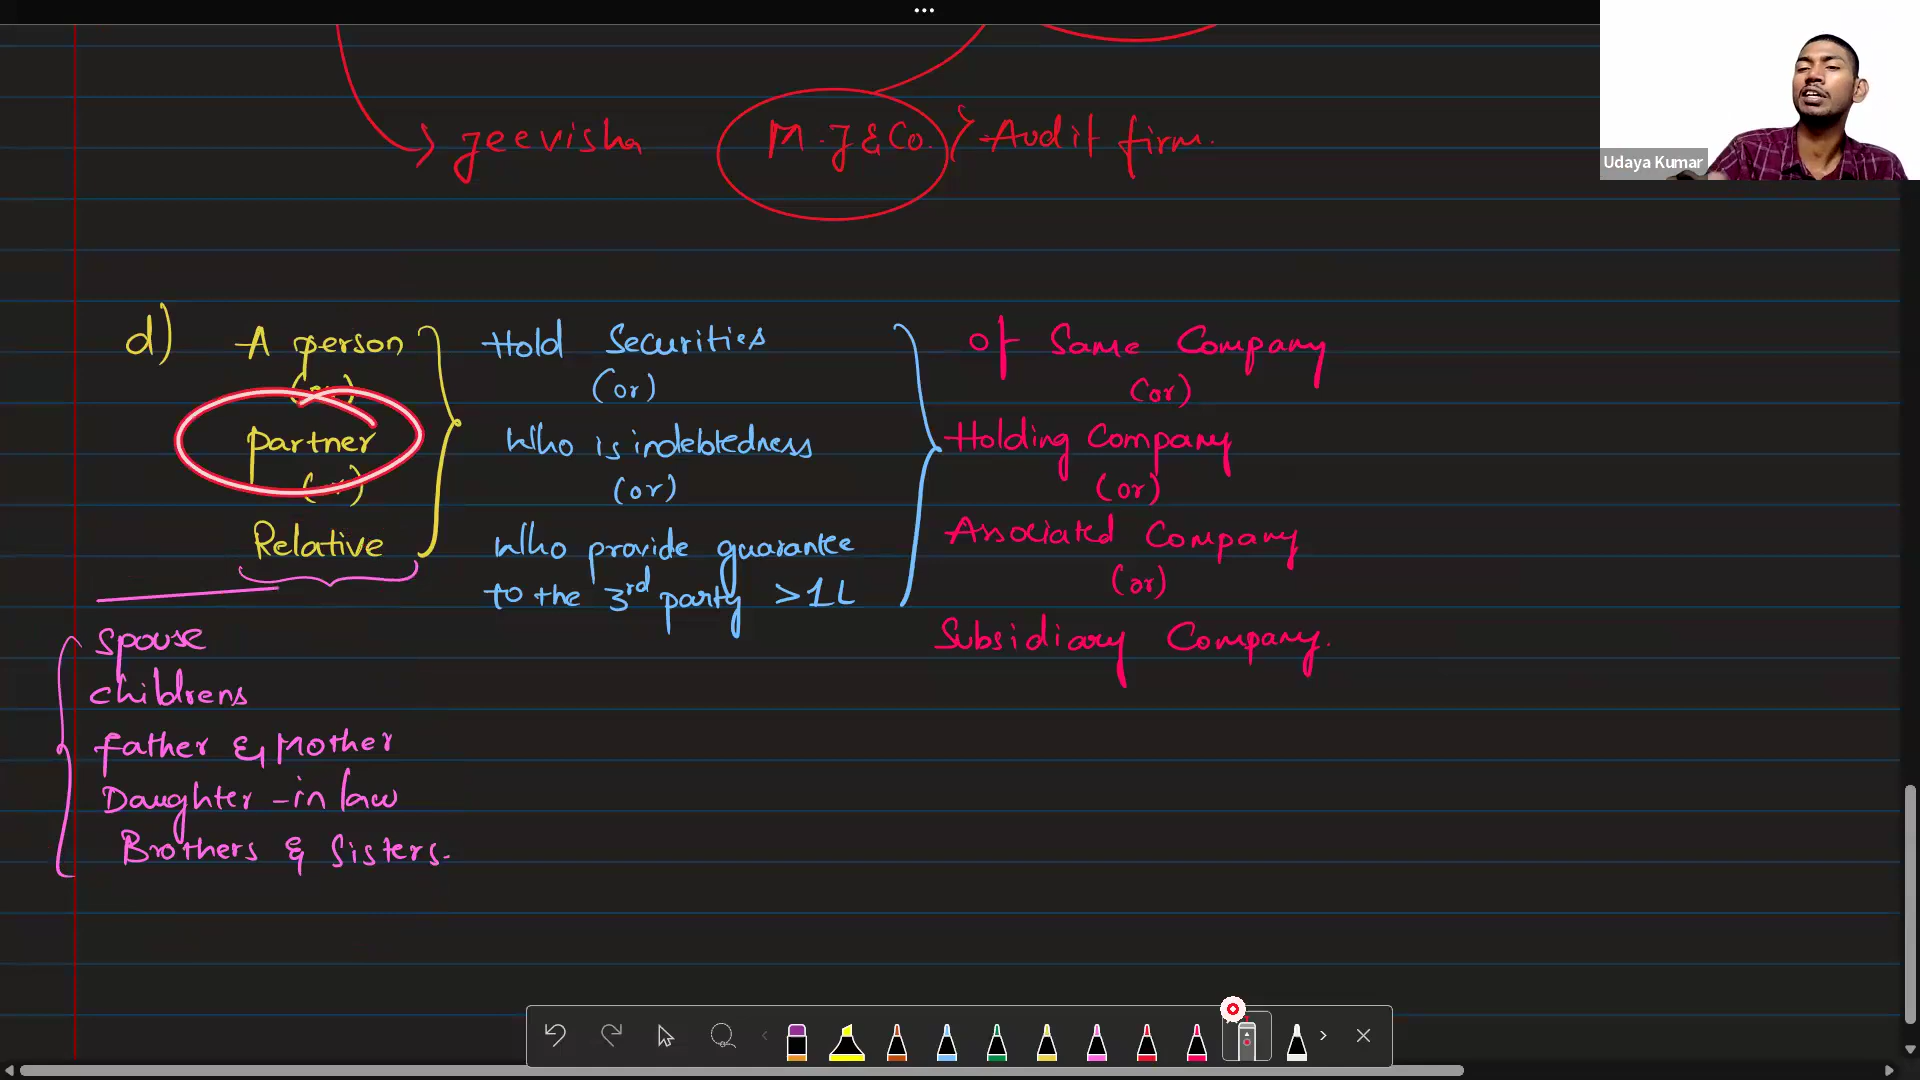 Udaya Kumar
Jeevisha M.J & Co. Audit firm.
d) A person Hold Securities of Same Company
(or) (or) (or)
partner Who is indebtedness Holding Company
(or) (or) (or)
Relative Who provide guarantee Associated Company
to the 3rd party >1L (or)
Spouse Subsidiary Company.
childrens
Father & Mother
Daughter-in law
Brothers & Sisters.